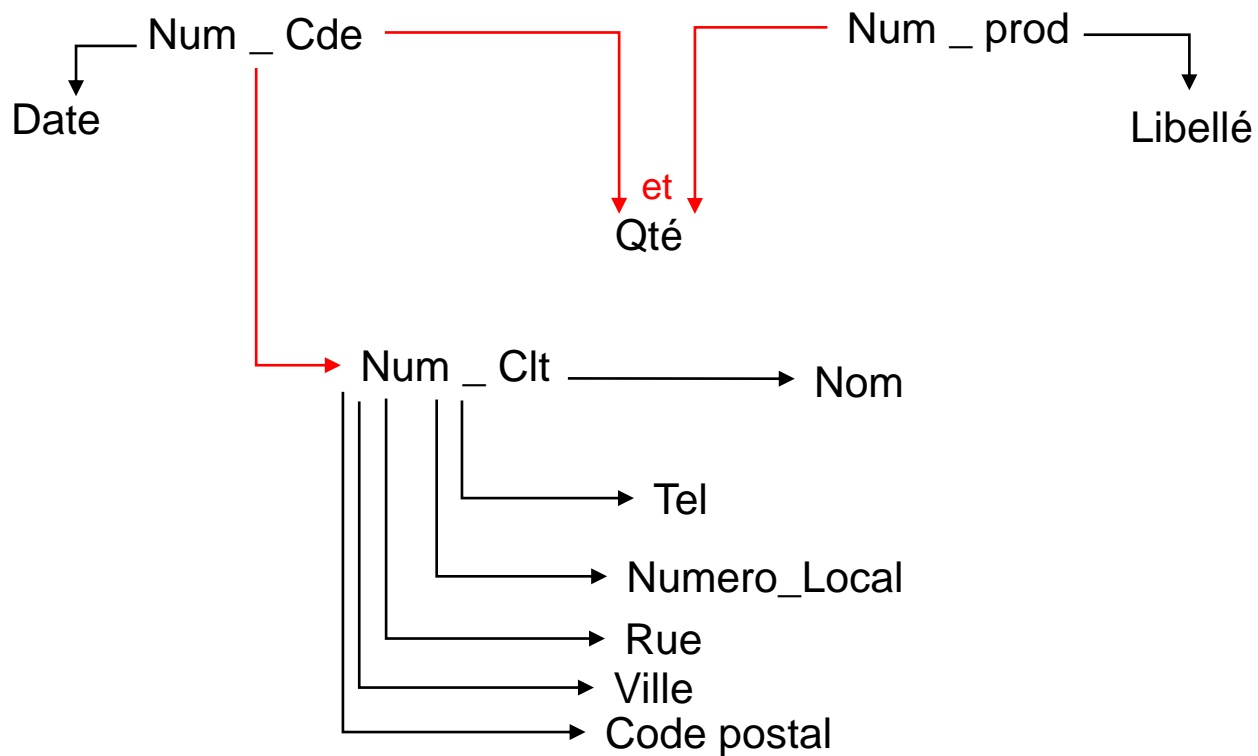 Num _ Cde
Num _ prod
Date
Libellé
et
Qté
Num _ Clt
Nom
Tel
Numero_Local
Rue
Ville
Code postal